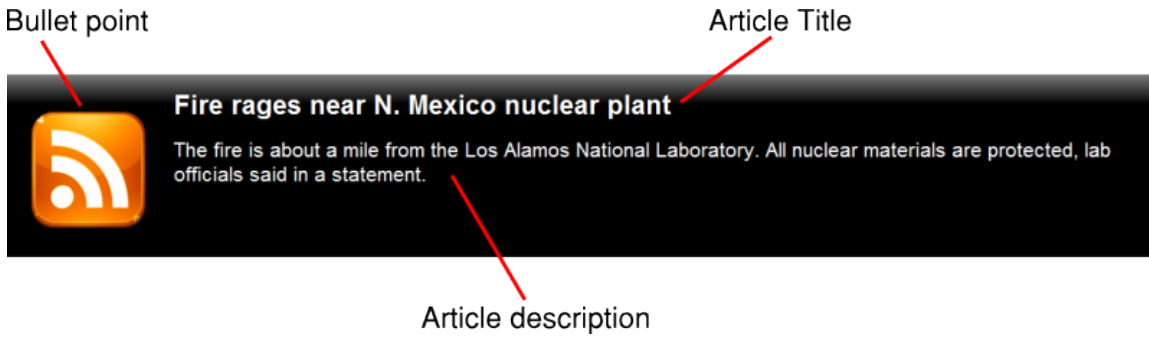 Bullet point
Article Title
Fire rages near N. Mexico nuclear plant
The fire is about a mile from the Los Alamos National Laboratory. All nuclear materials are protected, lab
officials said in a statement.
Article description